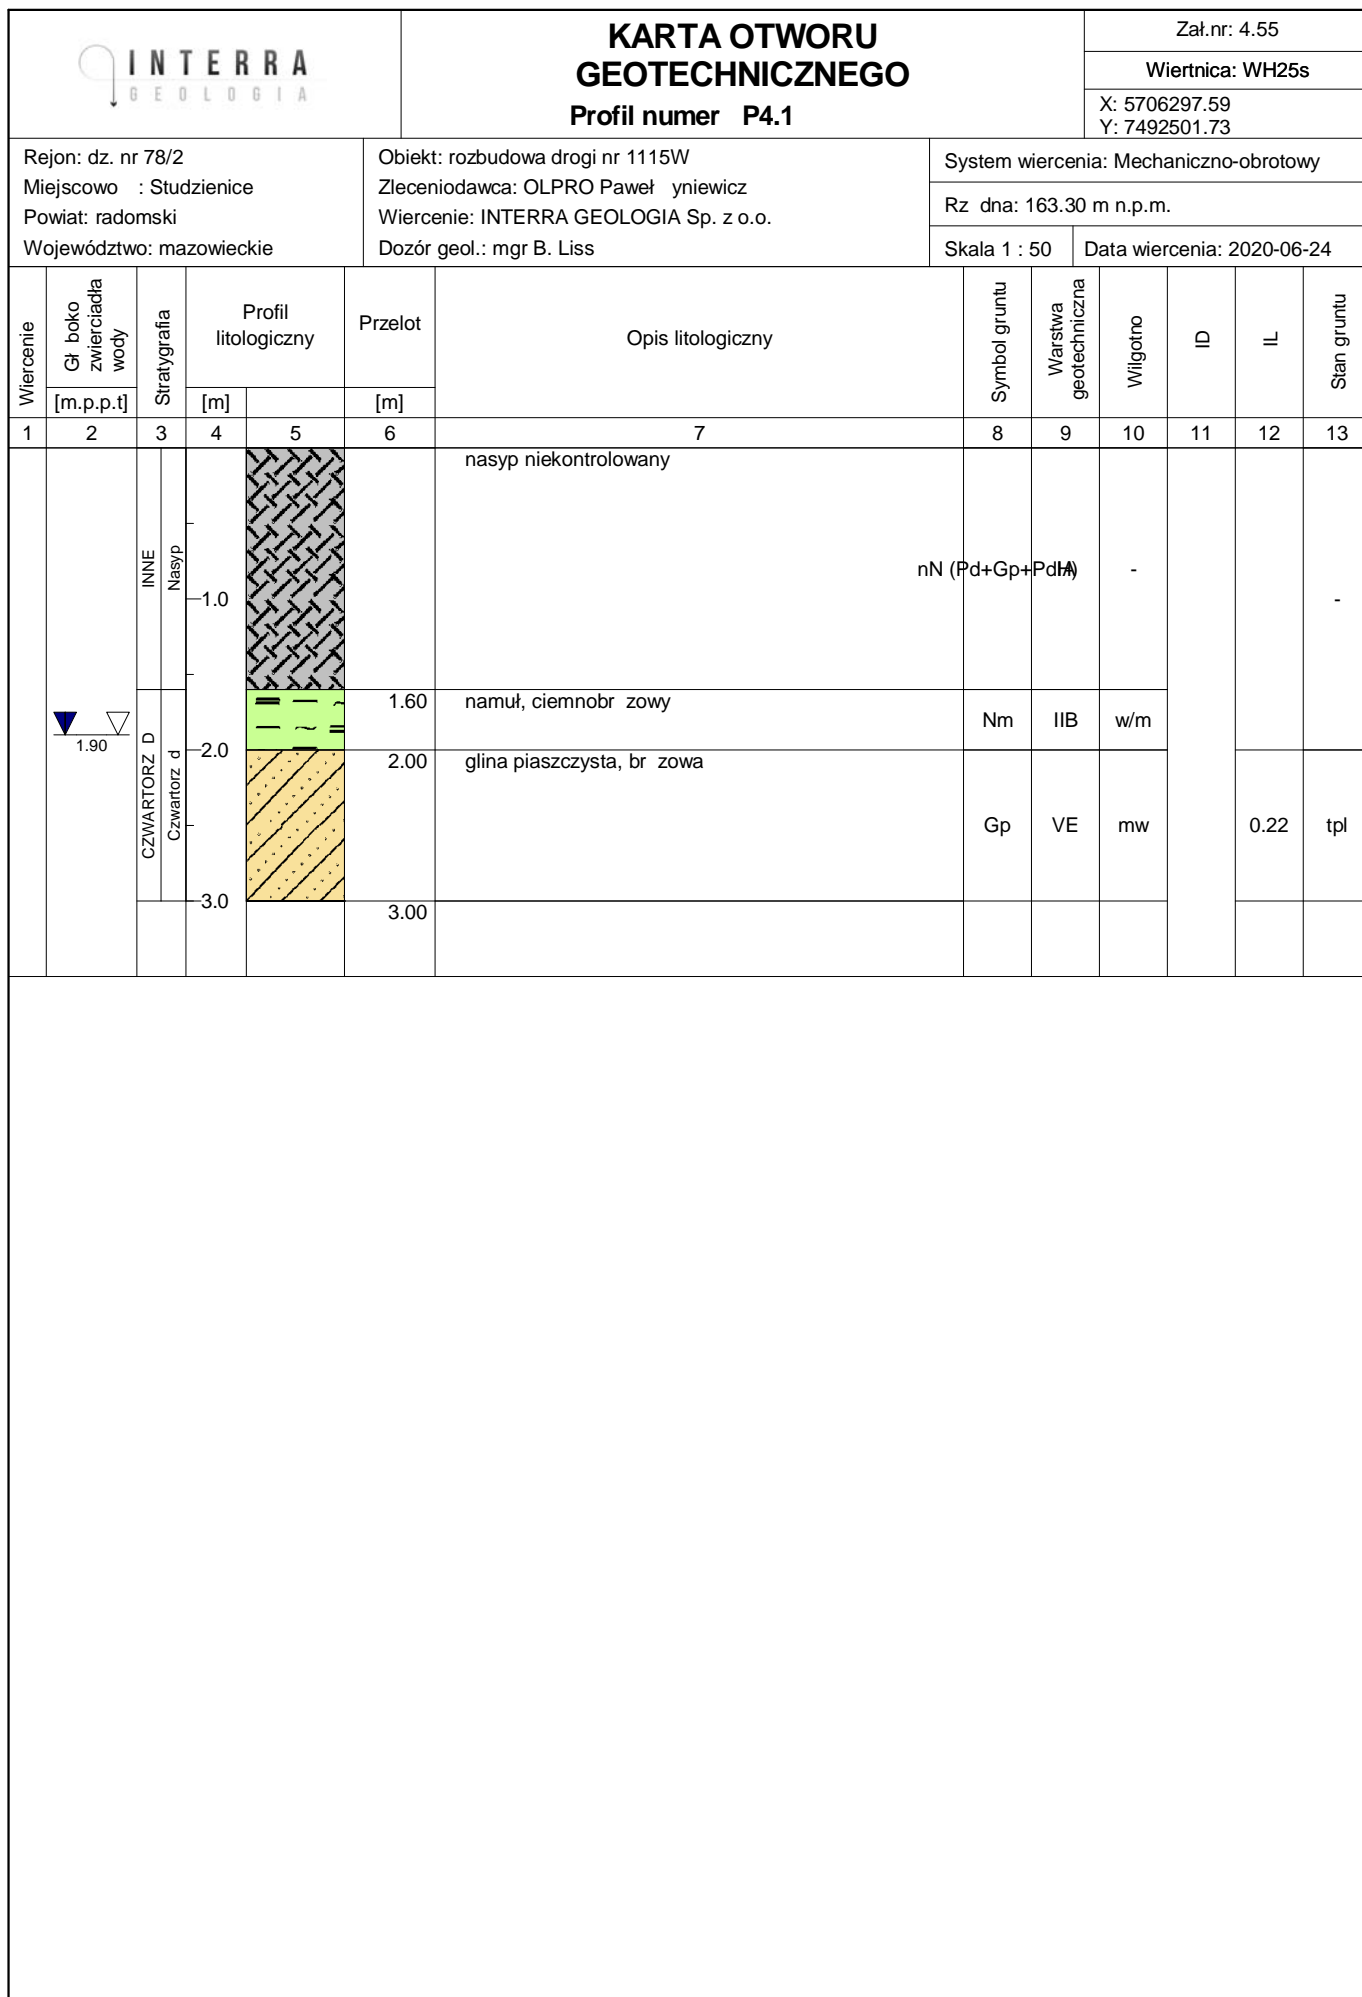 INTERRA
GEOLOGIA
KARTA OTWORU
GEOTECHNICZNEGO
Profil numer P4.1
Zał.nr: 4.55
Wiertnica: WH25s
X: 5706297.59
Y: 7492501.73
Rejon: dz. nr 78/2
Miejscowo : Studzienice
Powiat: radomski
Województwo: mazowieckie
Obiekt: rozbudowa drogi nr 1115W
Zleceniodawca: OLPRO Paweł yniewicz
Wiercenie: INTERRA GEOLOGIA Sp. z o.o.
Dozór geol.: mgr B. Liss
System wiercenia: Mechaniczno-obrotowy
Rz dna: 163.30 m n.p.m.
Skala 1 : 50
Data wiercenia: 2020-06-24
Wiercenie
Gł boko
zwierciadła
wody
[m.p.p.t]
Stratygrafia
Profil
litologiczny
[m]
Przelot
[m]
Opis litologiczny
Symbol gruntu
Warstwa
geotechniczna
Wilgotno
ID
IL
Stan gruntu
1 2 3 4 5 6 7 8 9 10 11 12 13
nasyp niekontrolowany
INNE
Nasyp
1.0
nN (Pd+Gp+PdH)
-
-
1.60
namuł, ciemnobr zowy
Nm
IIB
w/m
1.90
CZWARTORZ D
Czwartorz d
2.0
2.00
glina piaszczysta, br zowa
Gp
VE
mw
0.22
tpl
3.0
3.00